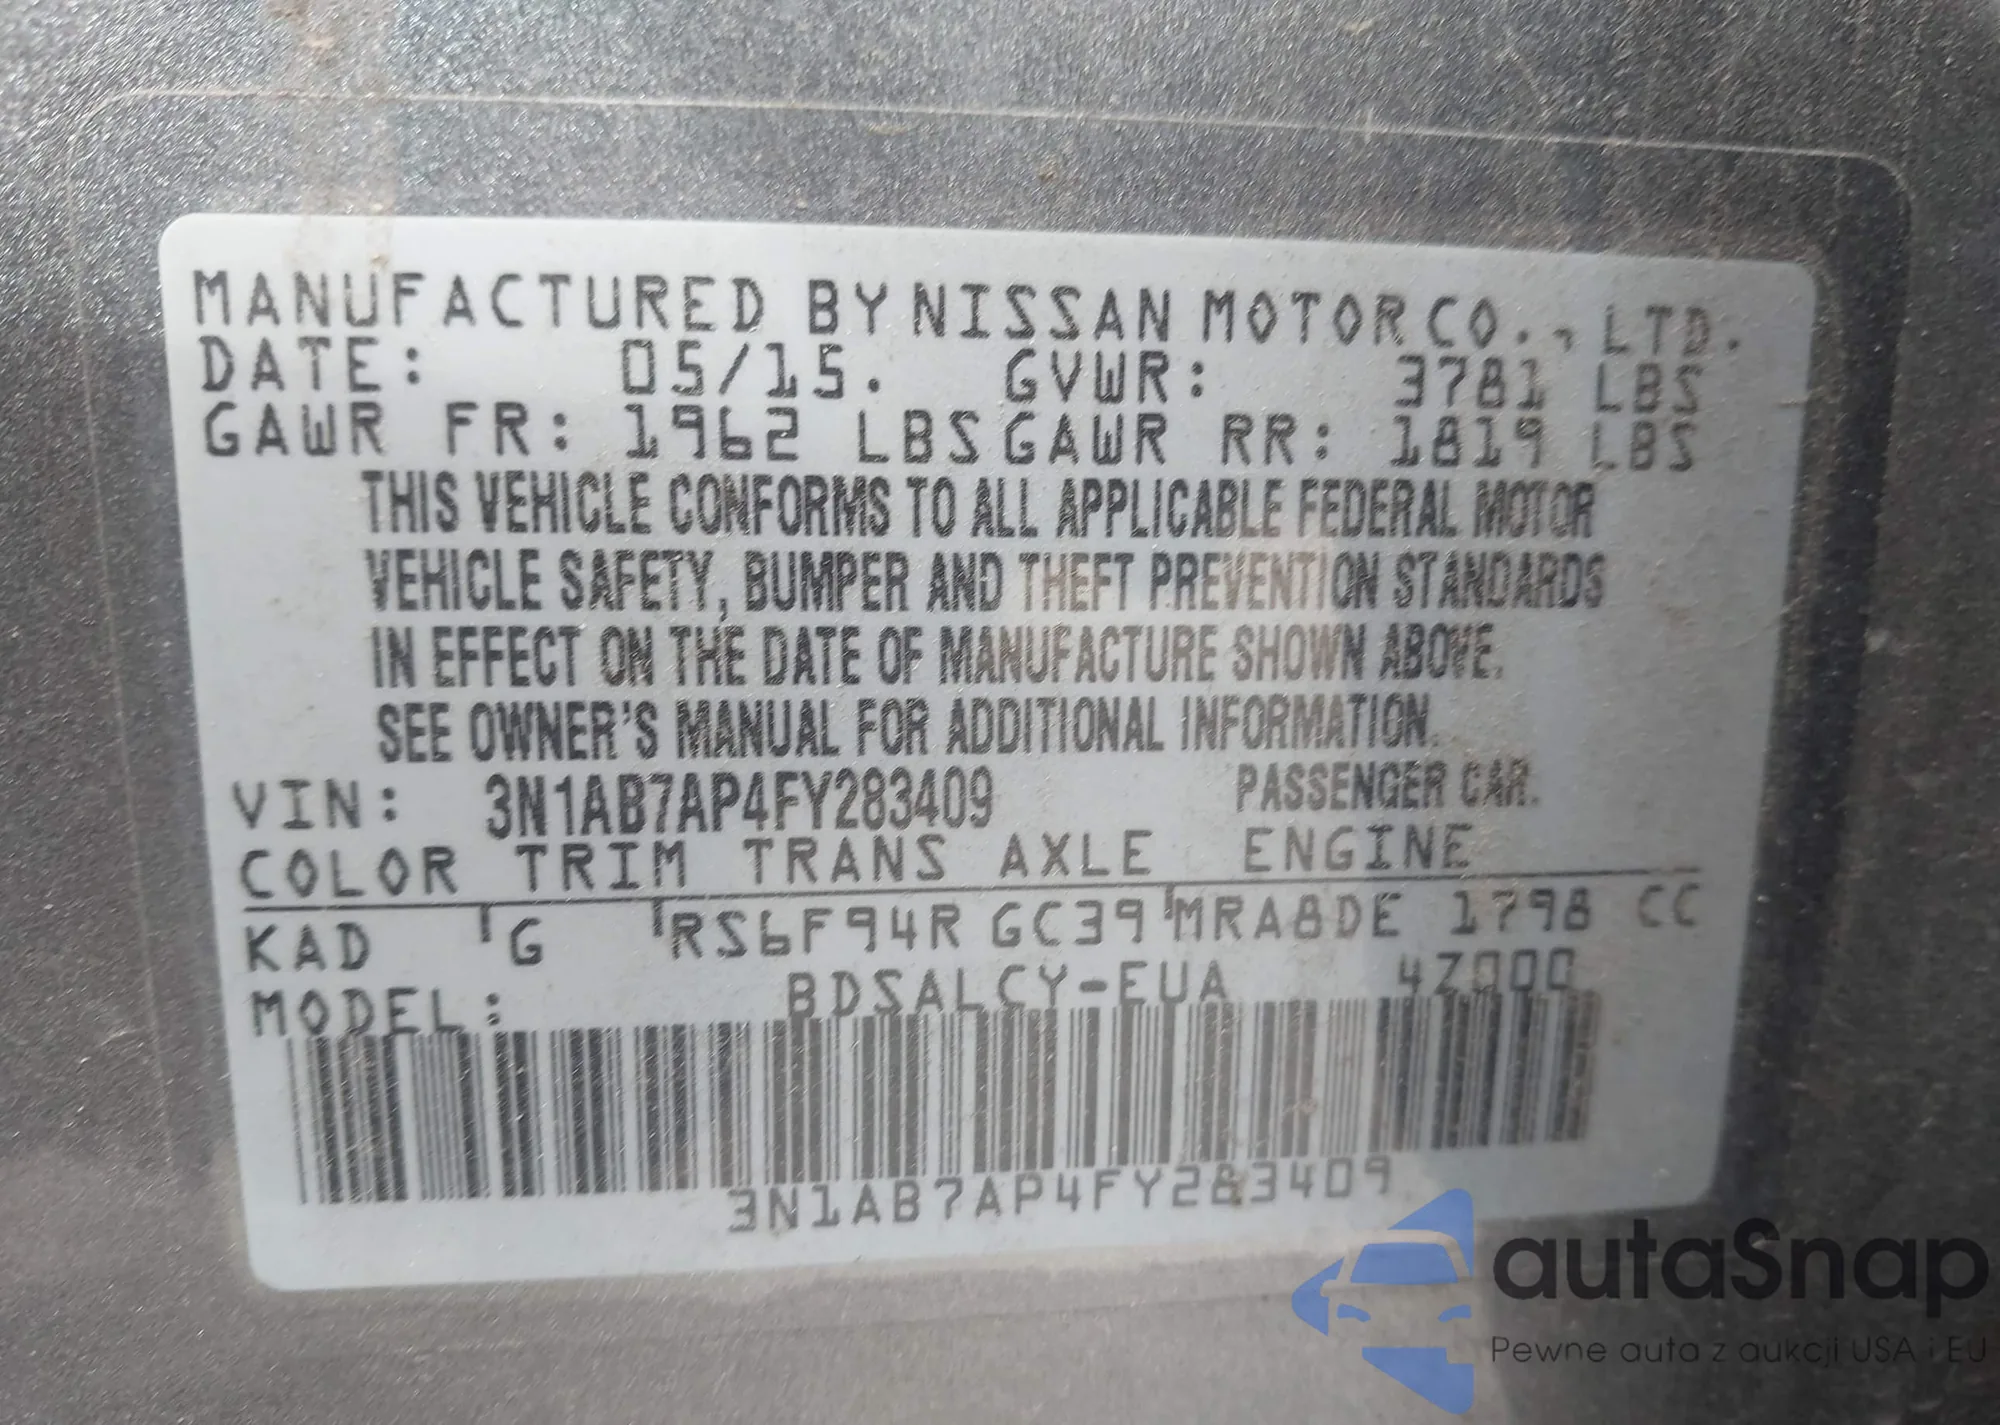 MANUFACTURED BY NISSAN MOTOR CO., LTD.
DATE: 05/15. GVWR: 3781 LBS
GAWR FR: 1962 LBS GAWR RR: 1819 LBS
THIS VEHICLE CONFORMS TO ALL APPLICABLE FEDERAL MOTOR
VEHICLE SAFETY, BUMPER AND THEFT PREVENTION STANDARDS
IN EFFECT ON THE DATE OF MANUFACTURE SHOWN ABOVE.
SEE OWNER'S MANUAL FOR ADDITIONAL INFORMATION.
VIN: 3N1AB7AP4FY283409 PASSENGER CAR.
COLOR TRIM TRANS AXLE ENGINE
KAD G RS6F94R GC39 MRA8DE 1798 CC
MODEL: BDSALCY-EUA 4Z000
3N1AB7AP4FY283409
autaSnap
Pewne auta z aukcji USA i EU